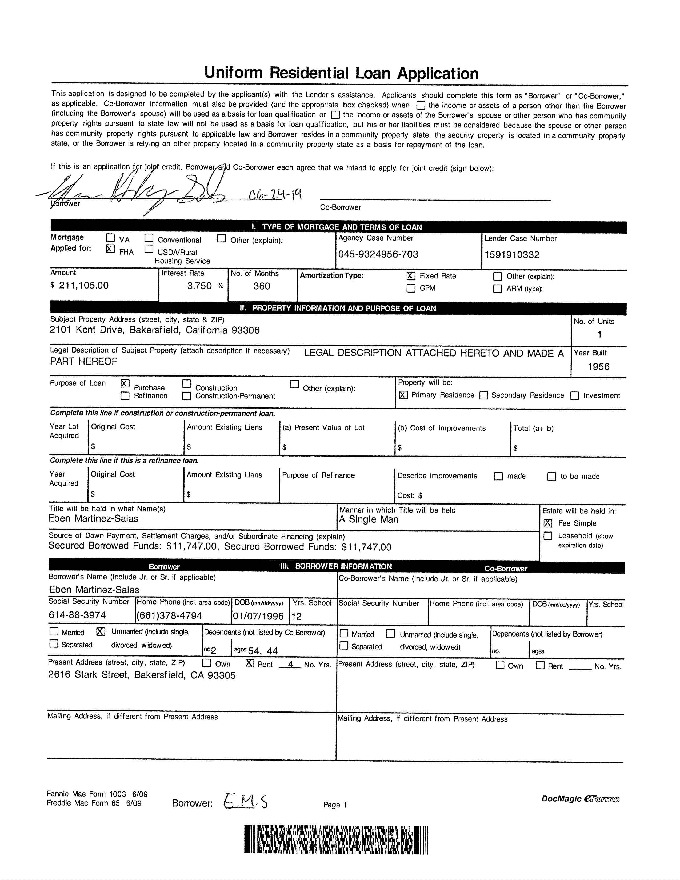 Uniform Residential Loan Application
This application is designed to be completed by the applicant(s) with the Lender's assistance. Applicants should complete this form as "Borrower" or "Co-Borrower,"
as applicable. Co-Borrower information must also be provided (and the appropriate box checked) when ☐ the income or assets of a person other than the Borrower
(including the Borrower's spouse) will be used as a basis for loan qualification or ☐ the income or assets of the Borrower's spouse or other person who has community
property rights pursuant to state law will not be used as a basis for loan qualification, but his or her liabilities must be considered because the spouse or other person
has community property rights pursuant to applicable law and Borrower resides in a community property state, the security property is located in a community property
state, or the Borrower is relying on other property located in a community property state as a basis for repayment of the loan.
If this is an application for joint credit, Borrower and Co-Borrower each agree that we intend to apply for joint credit (sign below):
06-24-19
Borrower Co-Borrower
I. TYPE OF MORTGAGE AND TERMS OF LOAN
Mortgage Applied for: ☐ VA ☒ FHA ☐ Conventional ☐ USDA/Rural Housing Service ☐ Other (explain):
Agency Case Number 045-9324956-703
Lender Case Number 1591910332
Amount $ 211,105.00
Interest Rate 3.750 %
No. of Months 360
Amortization Type: ☒ Fixed Rate ☐ GPM ☐ Other (explain): ☐ ARM (type):
II. PROPERTY INFORMATION AND PURPOSE OF LOAN
Subject Property Address (street, city, state & ZIP)
2101 Kent Drive, Bakersfield, California 93306
No. of Units 1
Legal Description of Subject Property (attach description if necessary) LEGAL DESCRIPTION ATTACHED HERETO AND MADE A
PART HEREOF
Year Built 1956
Purpose of Loan ☒ Purchase ☐ Refinance ☐ Construction ☐ Construction-Permanent ☐ Other (explain):
Property will be:
☒ Primary Residence ☐ Secondary Residence ☐ Investment
Complete this line if construction or construction-permanent loan.
Year Lot Acquired Original Cost $ Amount Existing Liens $ (a) Present Value of Lot $ (b) Cost of Improvements $ Total (a+b) $
Complete this line if this is a refinance loan.
Year Acquired Original Cost $ Amount Existing Liens $ Purpose of Refinance Describe Improvements ☐ made ☐ to be made
Cost: $
Title will be held in what Name(s)
Eben Martinez-Salas
Manner in which Title will be held
A Single Man
Estate will be held in:
☒ Fee Simple
☐ Leasehold (show expiration date)
Source of Down Payment, Settlement Charges, and/or Subordinate Financing (explain)
Secured Borrowed Funds: $11,747.00, Secured Borrowed Funds: $11,747.00
Borrower III. BORROWER INFORMATION Co-Borrower
Borrower's Name (include Jr. or Sr. if applicable)
Eben Martinez-Salas
Co-Borrower's Name (include Jr. or Sr. if applicable)
Social Security Number Home Phone (incl. area code) DOB (mm/dd/yyyy) Yrs. School
614-88-3974 (661)378-4794 01/07/1996 12
Social Security Number Home Phone (incl. area code) DOB (mm/dd/yyyy) Yrs. School
☐ Married ☒ Unmarried (include single, divorced, widowed) ☐ Separated
Dependents (not listed by Co-Borrower)
no. 2 ages 54, 44
☐ Married ☐ Unmarried (include single, divorced, widowed) ☐ Separated
Dependents (not listed by Borrower)
no. ages
Present Address (street, city, state, ZIP) ☐ Own ☒ Rent 4 No. Yrs.
2616 Stark Street, Bakersfield, CA 93305
Present Address (street, city, state, ZIP) ☐ Own ☐ Rent No. Yrs.
Mailing Address, if different from Present Address
Mailing Address, if different from Present Address
Fannie Mae Form 1003 6/09
Freddie Mac Form 65 6/09
Borrower: E.M.S
Page 1
DocMagic